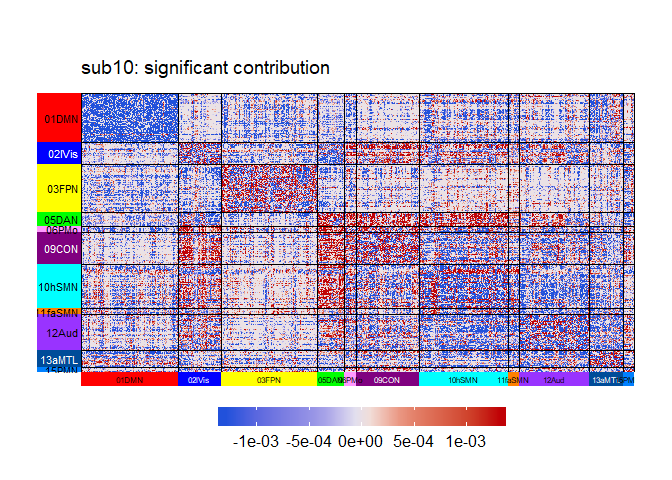 sub10: significant contribution
01DMN
02lVis
03FPN
05DAN
06PMo
09CON
10hSMN
11faSMN
12Aud
13aMTL
15PMN
01DMN 02lVis 03FPN 05DAN 06PMo 09CON 10hSMN 11faSMN 12Aud 13aMTL
-1e-03 -5e-04 0e+00 5e-04 1e-03